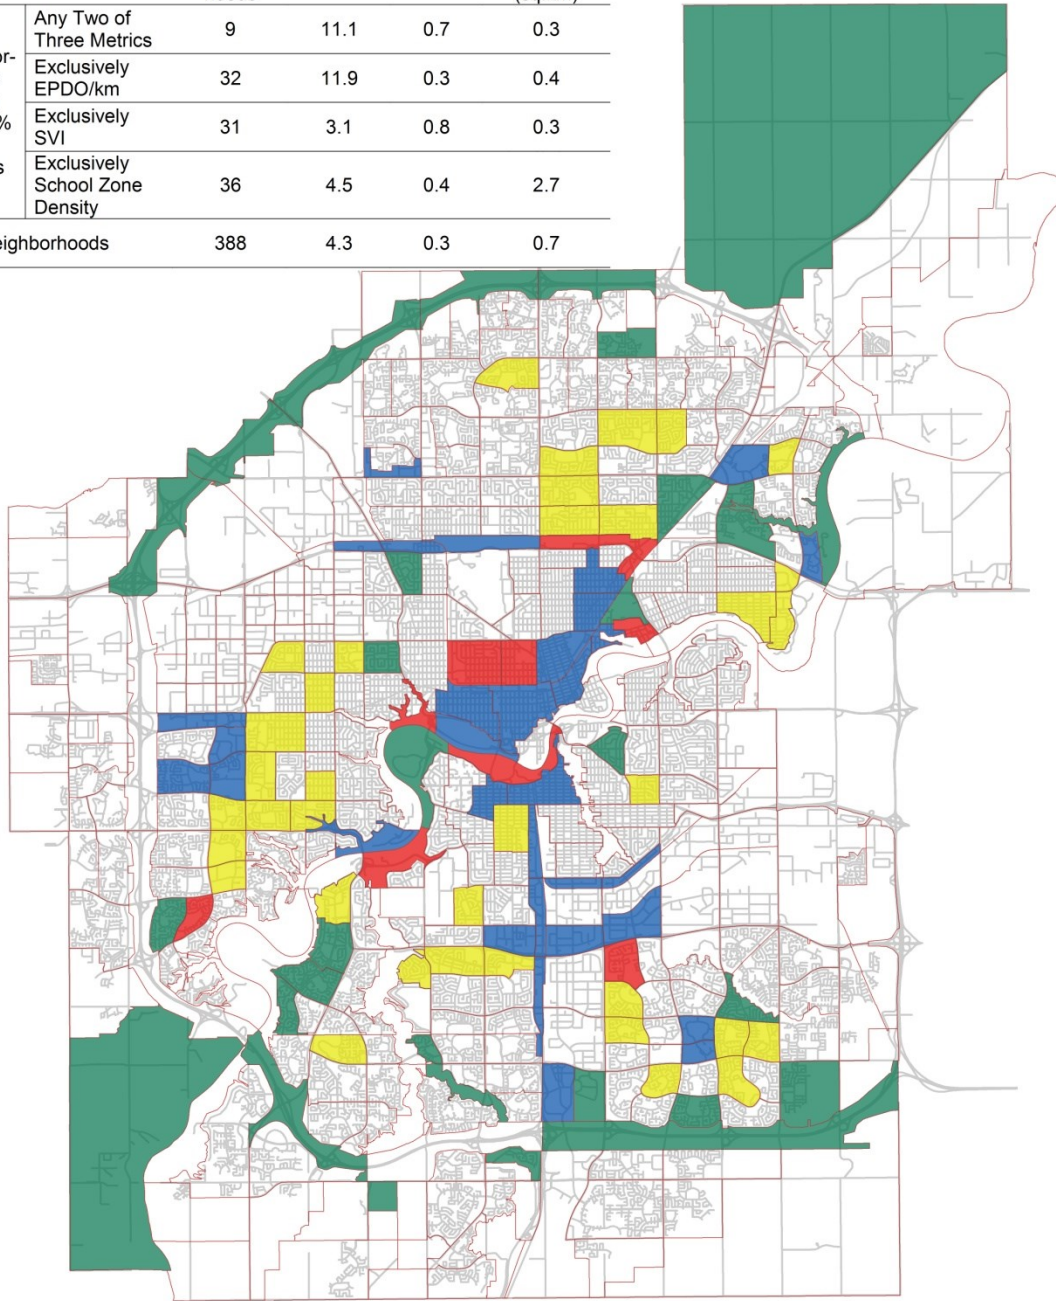 Any Two of
Three Metrics 9 11.1 0.7 0.3
or-
Exclusively
EPDO/km 32 11.9 0.3 0.4
%
Exclusively
SVI 31 3.1 0.8 0.3
s
Exclusively
School Zone
Density 36 4.5 0.4 2.7
eighborhoods 388 4.3 0.3 0.7